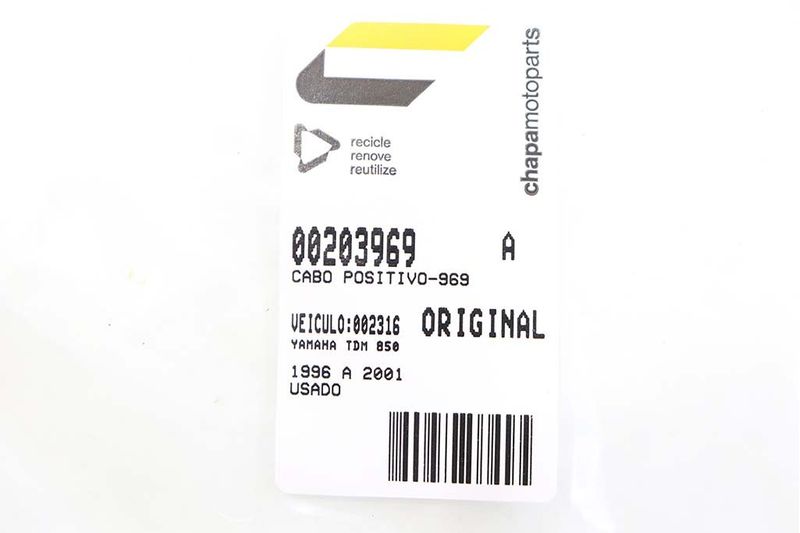 chapamotoparts
recicle
renove
reutilize
00203969 A
CABO POSITIVO-969
VEICULO:002316 ORIGINAL
YAMAHA TDM 850
1996 A 2001
USADO